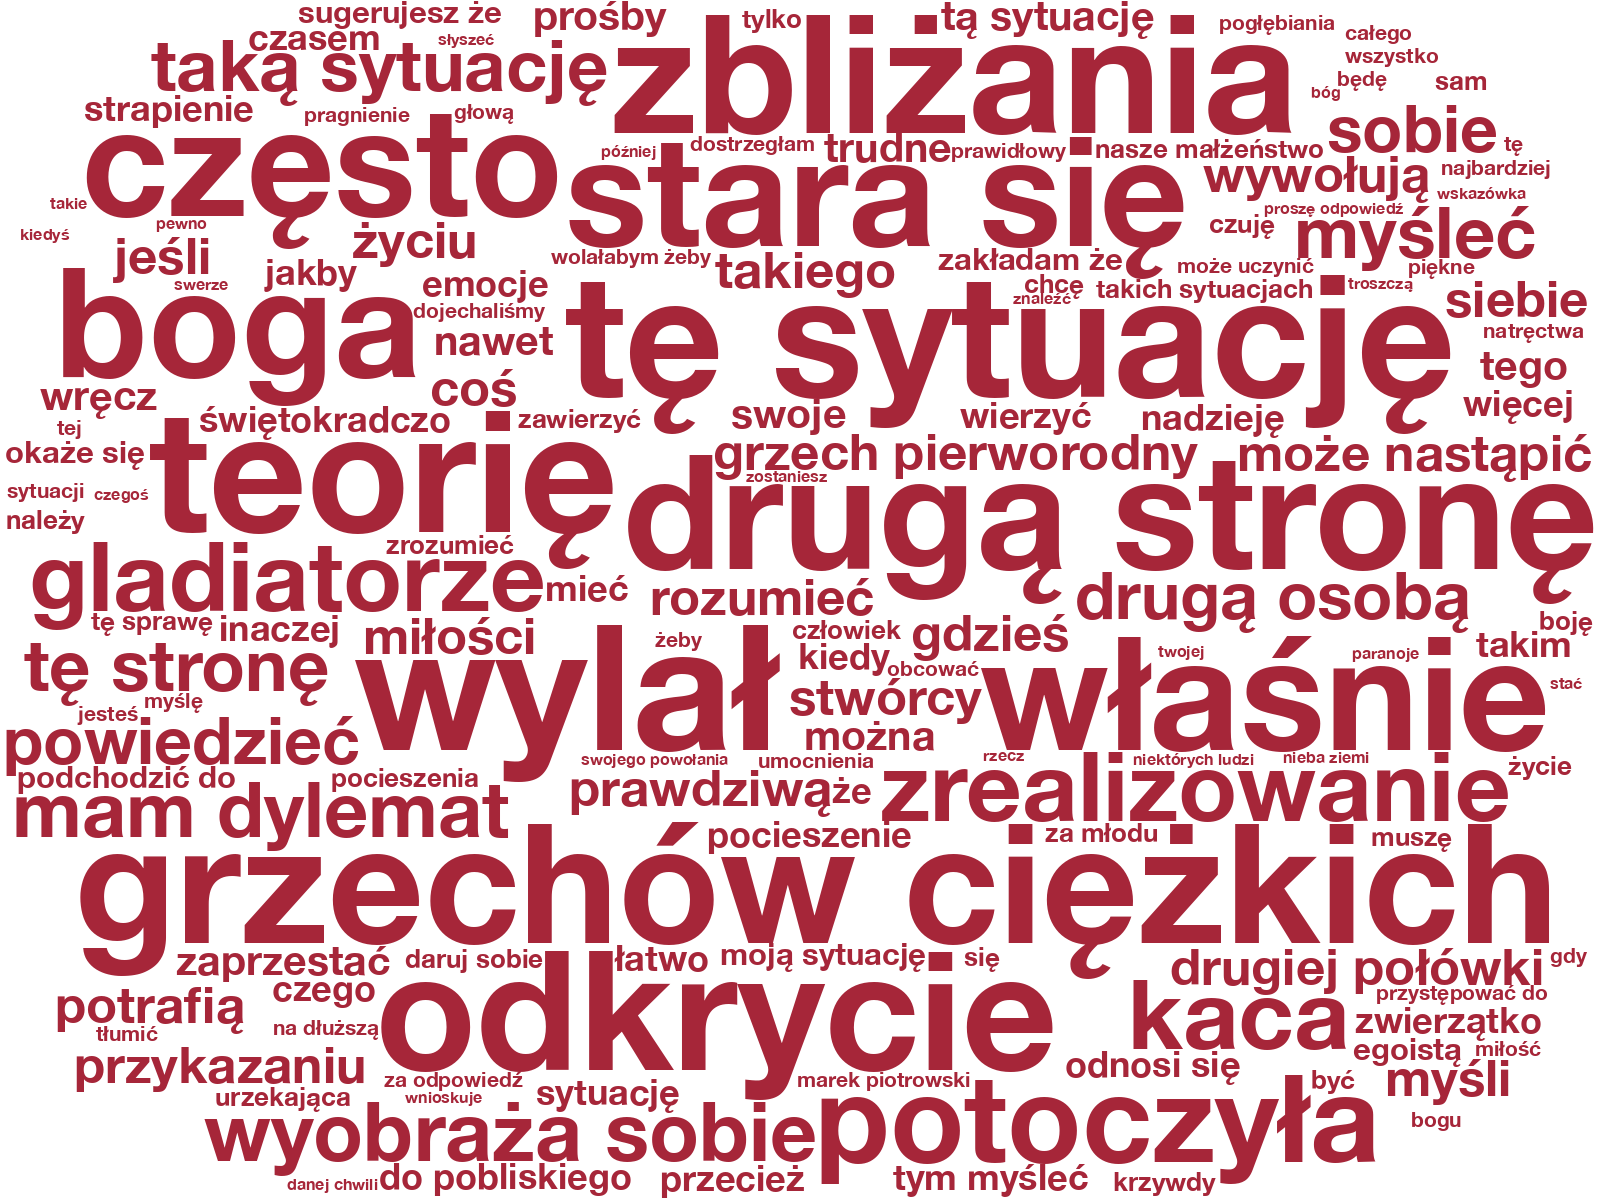 sugerujesz że
prośby
tylko
tą sytuację
pogłębiania
całego
czasem
słyszeć
wszystko
taką sytuację
zbliżania
będę
sam
bóg
strapienie
pragnienie
głową
sobie
często
później
dostrzegłam
trudne
prawidłowy
nasze małżeństwo
tę
stara się
wywołują
najbardziej
wskazówka
takie
pewno
proszę odpowiedź
kiedyś
jeśli
życiu
czuję
myśleć
wolałabym żeby
takiego
zakładam że
może uczynić
piękne
jakby
swerze
emocje
chcę
znaleźć
takich sytuacjach
troszczą
boga
dojechaliśmy
tę sytuację
siebie
nawet
natręctwa
coś
tego
wręcz
świętokradczo
zawierzyć
swoje
wierzyć
nadzieję
więcej
tej
okaże się
teorię
grzech pierworodny
może nastąpić
zostaniesz
sytuacji
czegoś
drugą stronę
należy
zrozumieć
gladiatorze
mieć
rozumieć
drugą osobą
tę sprawę
inaczej
miłości
żeby
człowiek
gdzieś
boję
takim
tę stronę
wylał
kiedy
obcować
właśnie
twojej
paranoje
stać
myślę
jesteś
stwórcy
powiedzieć
można
swojego powołania
umocnienia
rzecz
niektórych ludzi
nieba ziemi
życie
podchodzić do
pocieszenia
prawdziwą
że
zrealizowanie
mam dylemat
pocieszenie
za młodu
muszę
grzechów ciężkich
zaprzestać
daruj sobie
łatwo
moją sytuację
się
drugiej połówki
gdy
potrafią
czego
odkrycie
kaca
przystępować do
tłumić
na dłuższą
zwierzątko
przykazaniu
odnosi się
egoistą
miłość
za odpowiedź
marek piotrowski
urzekająca
wnioskuje
sytuację
być
myśli
wyobraża sobie
potoczyła
bogu
danej chwili
do pobliskiego
przecież
tym myśleć
krzywdy